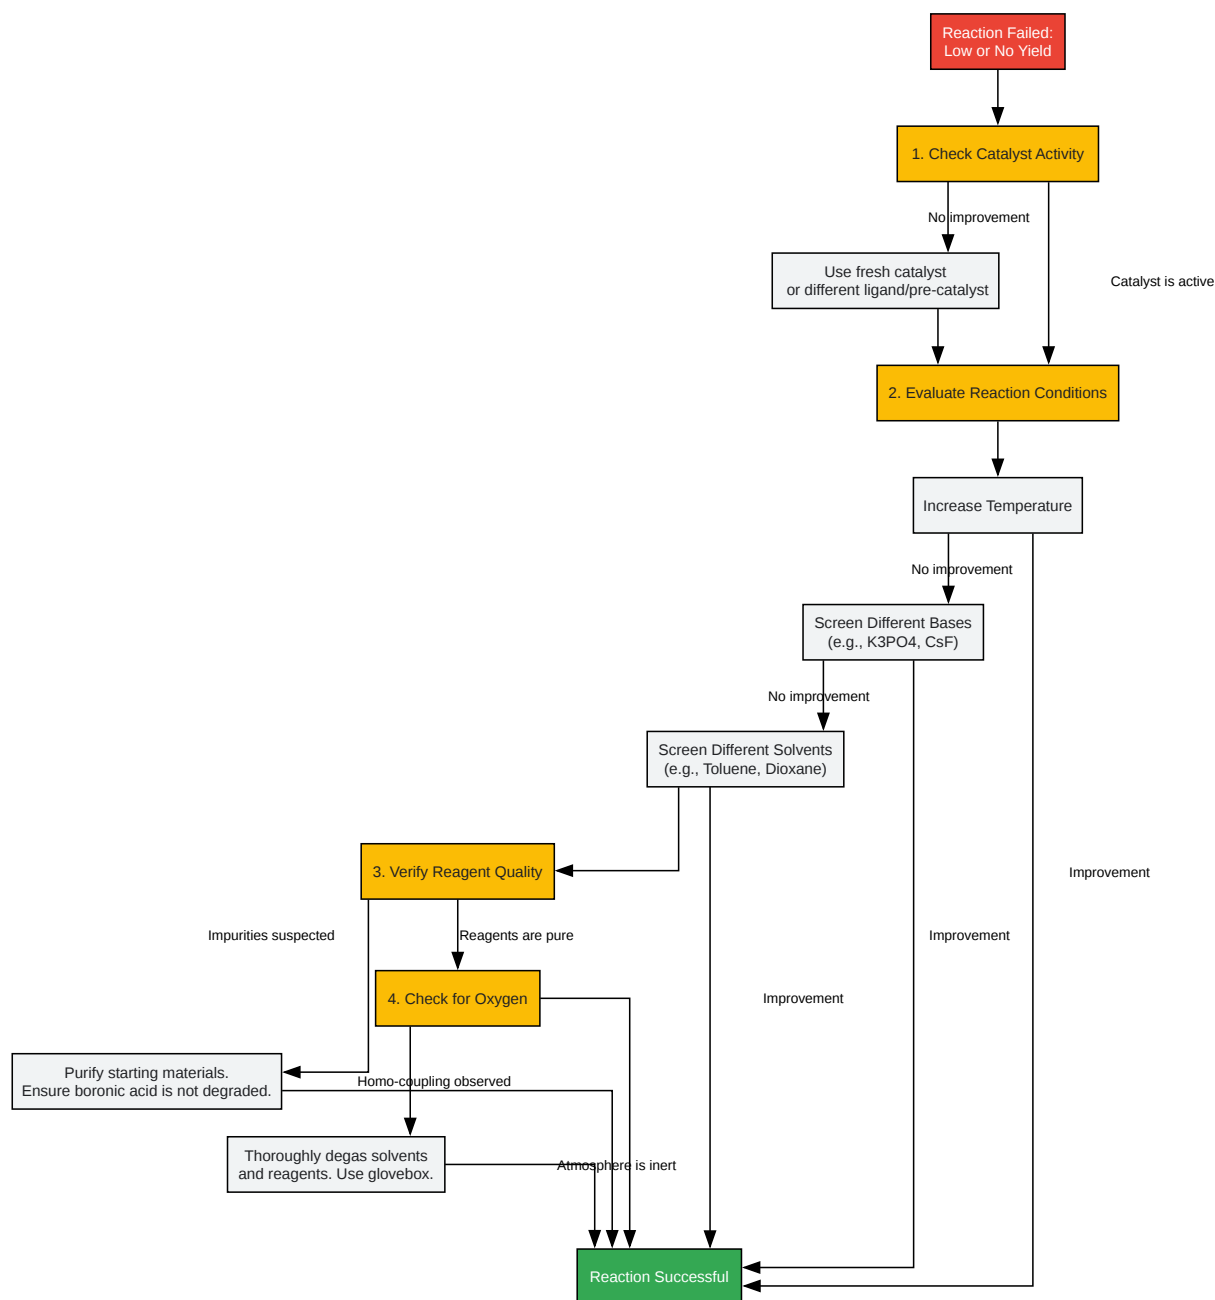 Reaction Failed:
Low or No Yield
1. Check Catalyst Activity
No improvement
Use fresh catalyst
or different ligand/pre-catalyst
Catalyst is active
2. Evaluate Reaction Conditions
Increase Temperature
No improvement
Screen Different Bases
(e.g., K3PO4, CsF)
No improvement
Screen Different Solvents
(e.g., Toluene, Dioxane)
3. Verify Reagent Quality
Improvement
Impurities suspected
Reagents are pure
Improvement
4. Check for Oxygen
Improvement
Purify starting materials.
Ensure boronic acid is not degraded.
Homo-coupling observed
Thoroughly degas solvents
and reagents. Use glovebox.
Atmosphere is inert
Reaction Successful